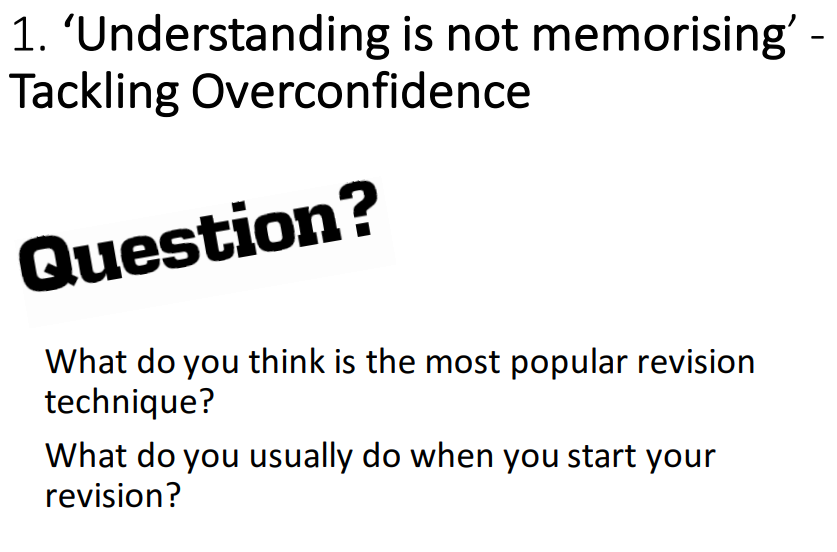 1. ‘Understanding is not memorising’ -
Tackling Overconfidence
Question?
What do you think is the most popular revision
technique?
What do you usually do when you start your
revision?